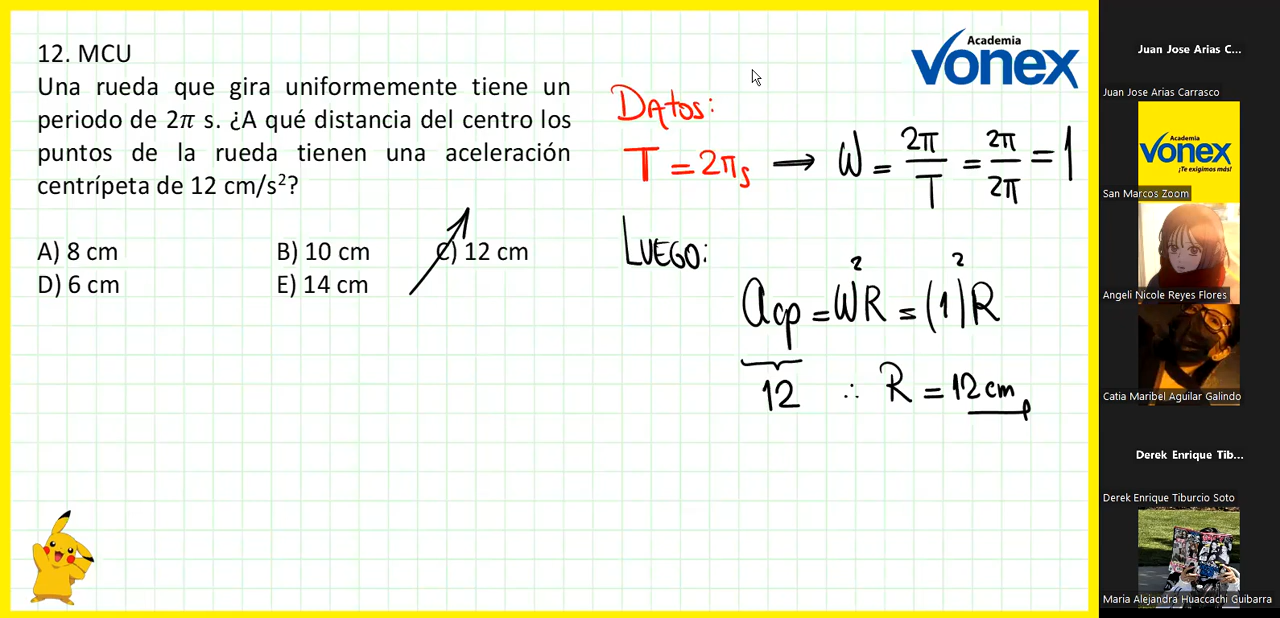 12. MCU
Una rueda que gira uniformemente tiene un
periodo de 2π s. ¿A qué distancia del centro los
puntos de la rueda tienen una aceleración
centrípeta de 12 cm/s²?
A) 8 cm B) 10 cm C) 12 cm
D) 6 cm E) 14 cm
Academia
Vonex
DATOS:
T = 2π s → ω = 2π/T = 2π/2π = 1
LUEGO:
acp = ω²R = (1)²R
12 ∴ R = 12 cm
Juan Jose Arias C...
Juan Jose Arias Carrasco
Academia
Vonex
¡Te exigimos más!
San Marcos Zoom
Angeli Nicole Reyes Flores
Catia Maribel Aguilar Galindo
Derek Enrique Tib...
Derek Enrique Tiburcio Soto
Maria Alejandra Huaccachi Guibarra